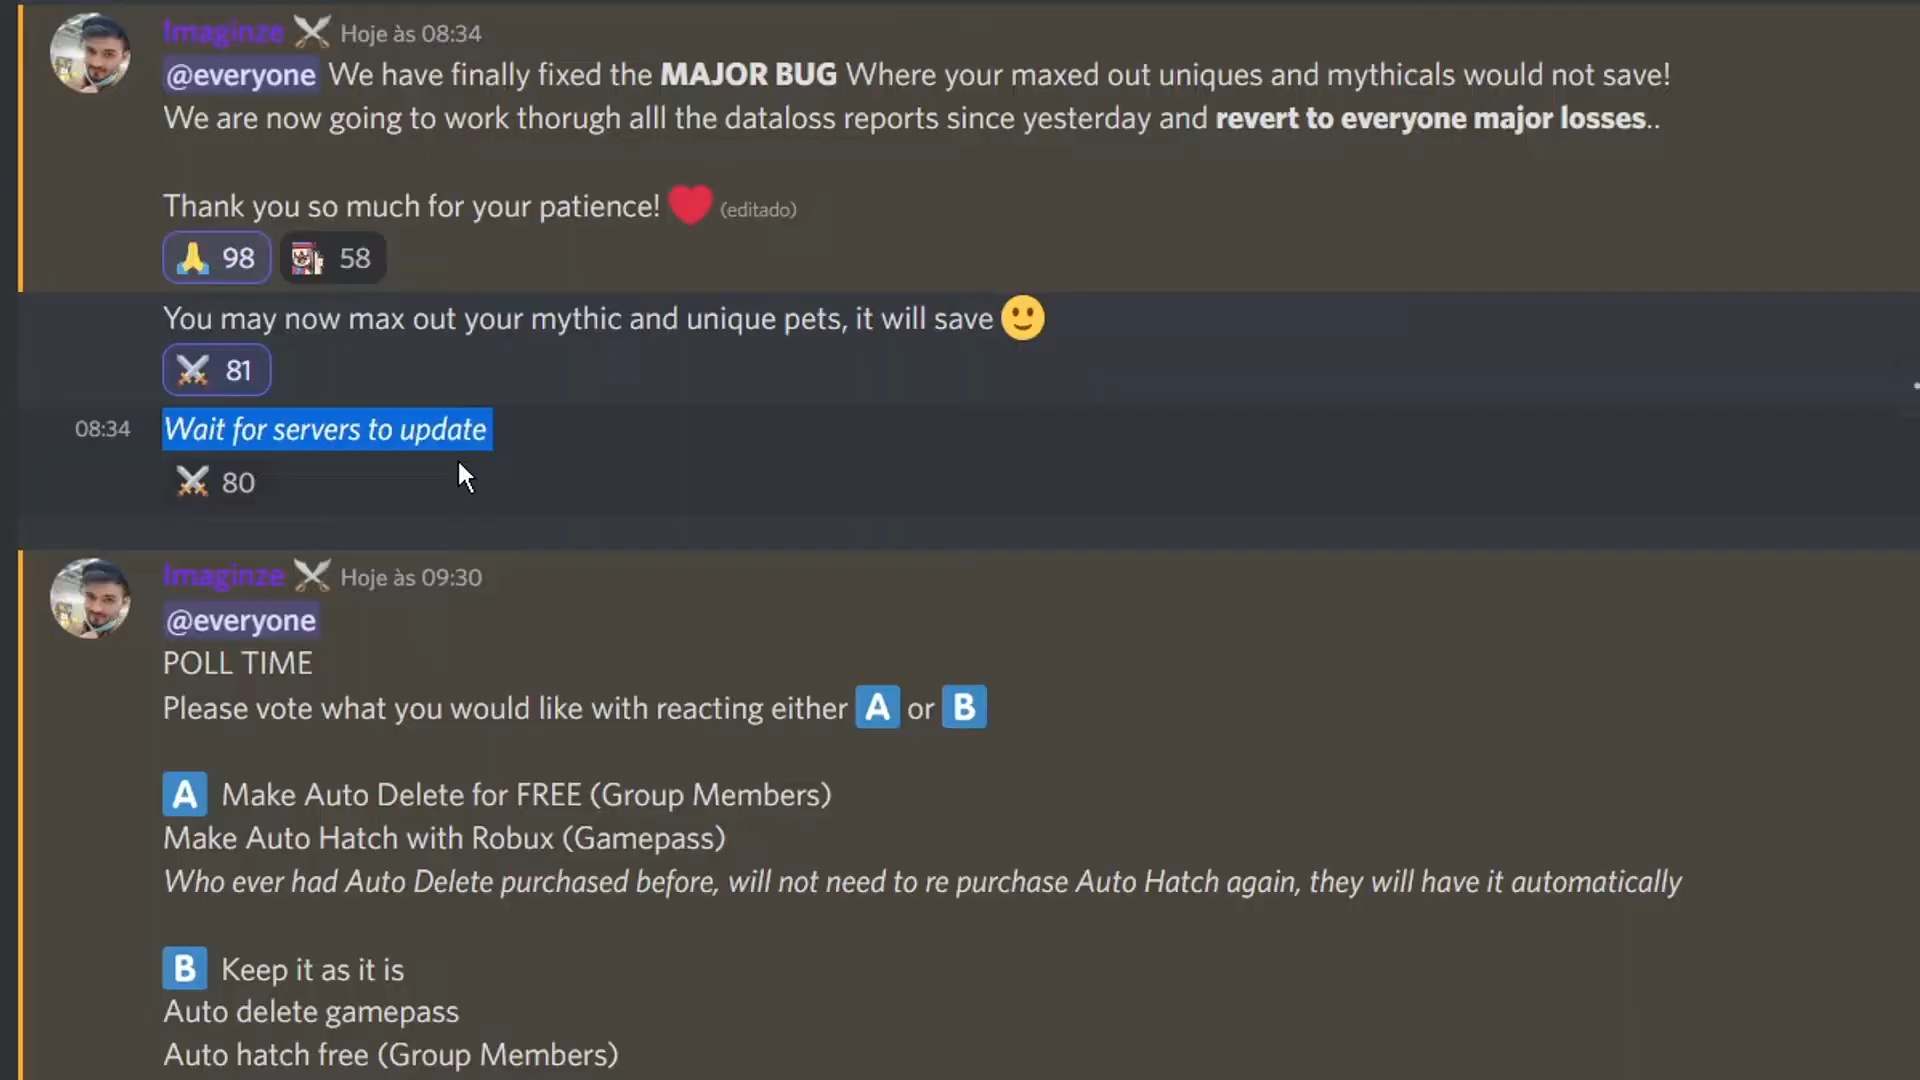 Imaginze Hoje às 08:34
@everyone We have finally fixed the MAJOR BUG Where your maxed out uniques and mythicals would not save!
We are now going to work thorugh alll the dataloss reports since yesterday and revert to everyone major losses..
Thank you so much for your patience! (editado)
98 58
You may now max out your mythic and unique pets, it will save
81
08:34 Wait for servers to update
80
Imaginze Hoje às 09:30
@everyone
POLL TIME
Please vote what you would like with reacting either A or B
A Make Auto Delete for FREE (Group Members)
Make Auto Hatch with Robux (Gamepass)
Who ever had Auto Delete purchased before, will not need to re purchase Auto Hatch again, they will have it automatically
B Keep it as it is
Auto delete gamepass
Auto hatch free (Group Members)